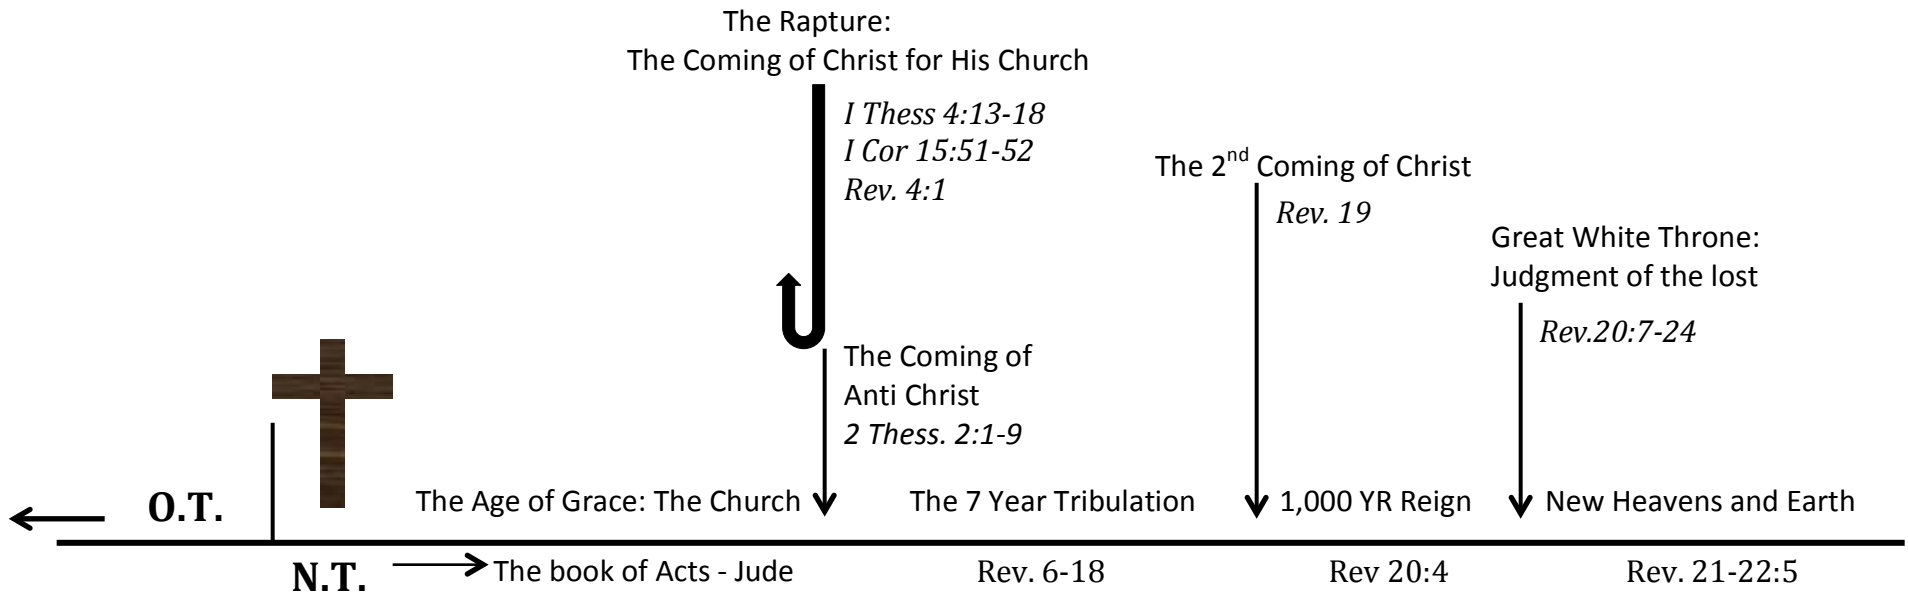 The Rapture:
The Coming of Christ for His Church
I Thess 4:13-18
I Cor 15:51-52
Rev. 4:1
The 2nd Coming of Christ
Rev. 19
Great White Throne:
Judgment of the lost
Rev.20:7-24
The Coming of
Anti Christ
2 Thess. 2:1-9
O.T.
The Age of Grace: The Church
The 7 Year Tribulation
1,000 YR Reign
New Heavens and Earth
N.T.
The book of Acts - Jude
Rev. 6-18
Rev 20:4
Rev. 21-22:5